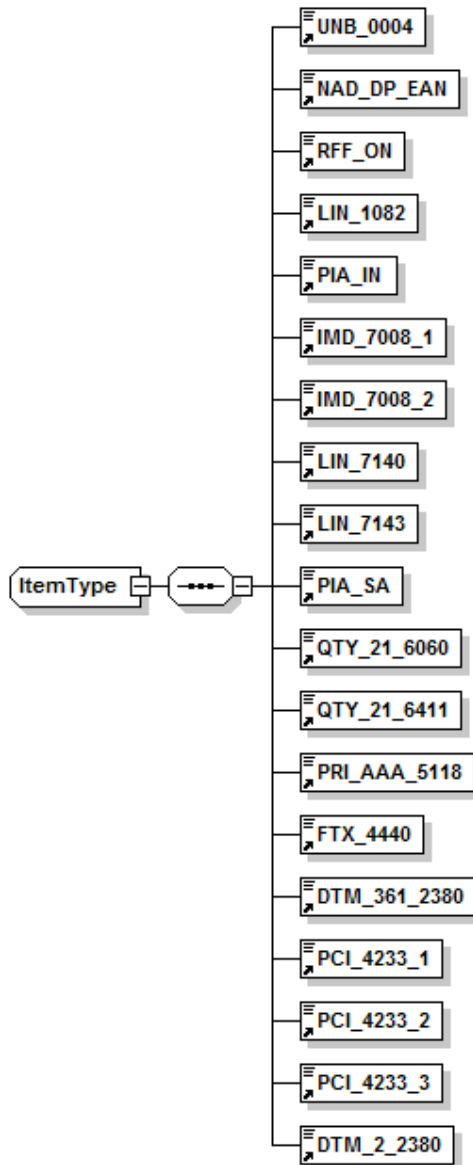 UNB_0004
NAD_DP_EAN
RFF_ON
LIN_1082
PIA_IN
IMD_7008_1
IMD_7008_2
LIN_7140
LIN_7143
ItemType
PIA_SA
QTY_21_6060
QTY_21_6411
PRI_AAA_5118
FTX_4440
DTM_361_2380
PCI_4233_1
PCI_4233_2
PCI_4233_3
DTM_2_2380